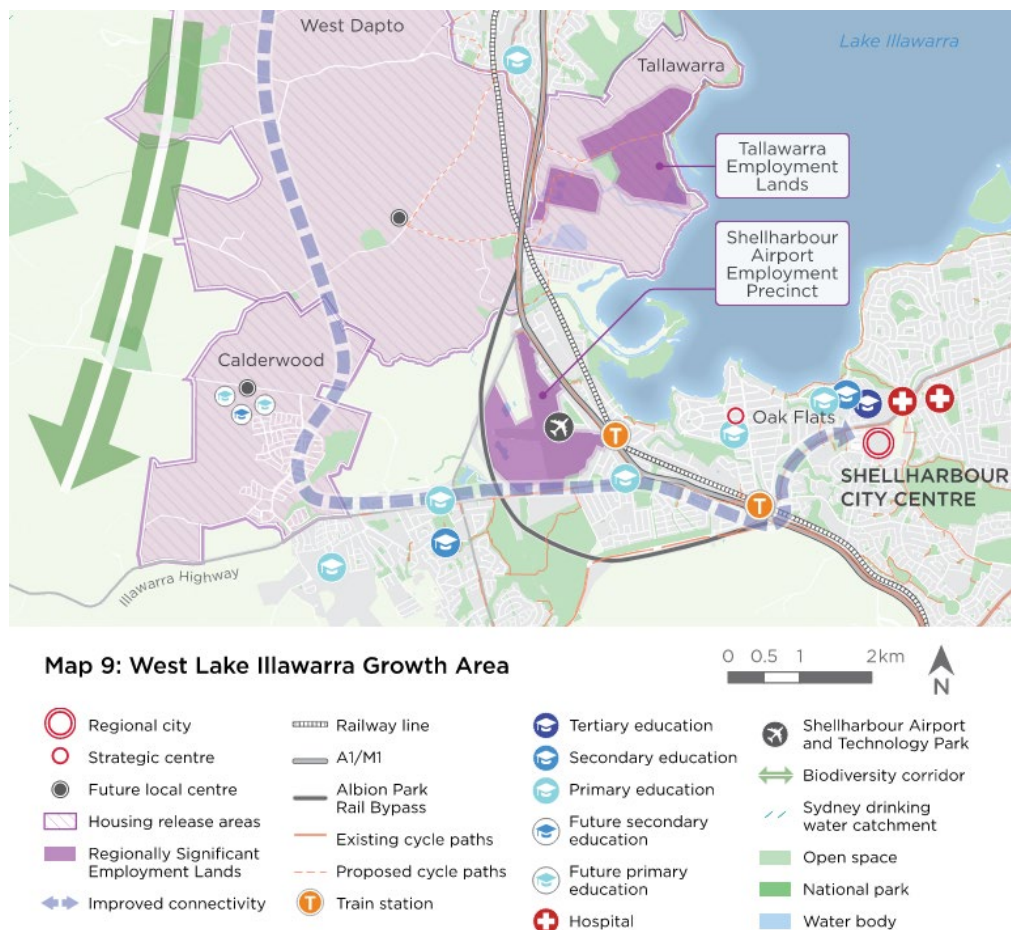 West Dapto
Lake Illawarra
Tallawarra
Tallawarra
Employment
Lands
Shellharbour
Airport
Employment
Precinct
Calderwood
Oak Flats
SHELLHARBOUR
CITY CENTRE
T
T
Illawarra Highway
Map 9: West Lake Illawarra Growth Area
0 0.5 1 2km
N
Regional city
Strategic centre
Future local centre
Housing release areas
Regionally Significant
Employment Lands
Improved connectivity
Railway line
A1/M1
Albion Park
Rail Bypass
Existing cycle paths
Proposed cycle paths
T Train station
Tertiary education
Secondary education
Primary education
Future secondary
education
Future primary
education
Hospital
Shellharbour Airport
and Technology Park
Biodiversity corridor
Sydney drinking
water catchment
Open space
National park
Water body